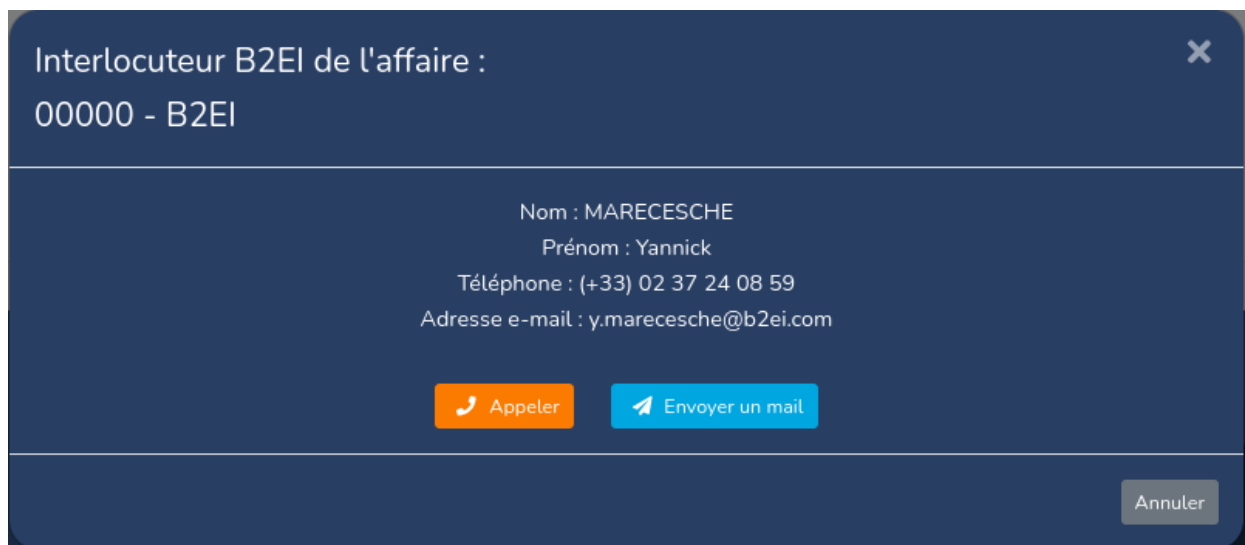 Interlocuteur B2EI de l'affaire :
00000 - B2EI
Nom : MARECESCHE
Prénom : Yannick
Téléphone : (+33) 02 37 24 08 59
Adresse e-mail : y.marecesche@b2ei.com
Appeler
Envoyer un mail
Annuler